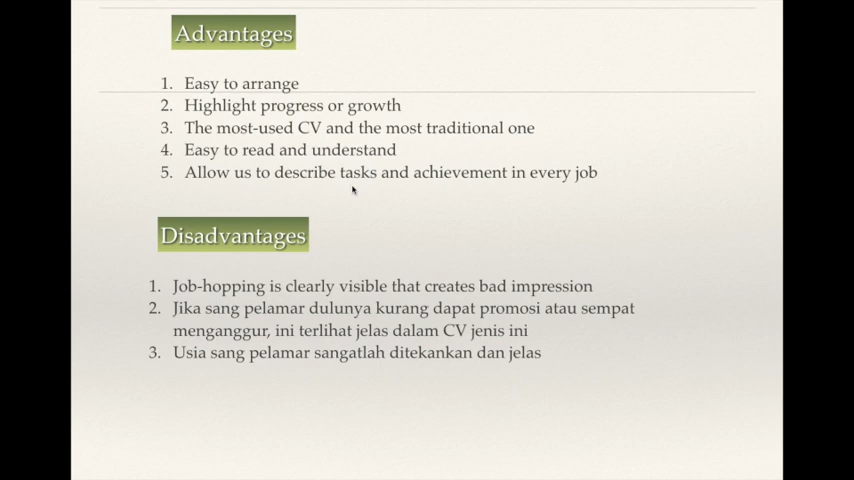 Advantages
1. Easy to arrange
2. Highlight progress or growth
3. The most-used CV and the most traditional one
4. Easy to read and understand
5. Allow us to describe tasks and achievement in every job
Disadvantages
1. Job-hopping is clearly visible that creates bad impression
2. Jika sang pelamar dulunya kurang dapat promosi atau sempat
menganggur, ini terlihat jelas dalam CV jenis ini
3. Usia sang pelamar sangatlah ditekankan dan jelas